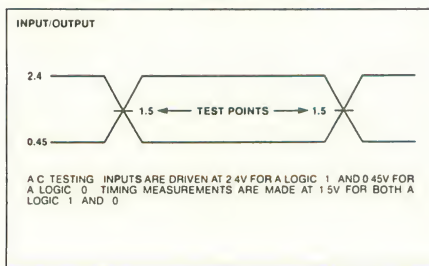 INPUT/OUTPUT
2.4
1.5 TEST POINTS 1.5
0.45
A C TESTING INPUTS ARE DRIVEN AT 2 4V FOR A LOGIC 1 AND 0 45V FOR
A LOGIC 0 TIMING MEASUREMENTS ARE MADE AT 1 5V FOR BOTH A
LOGIC 1 AND 0